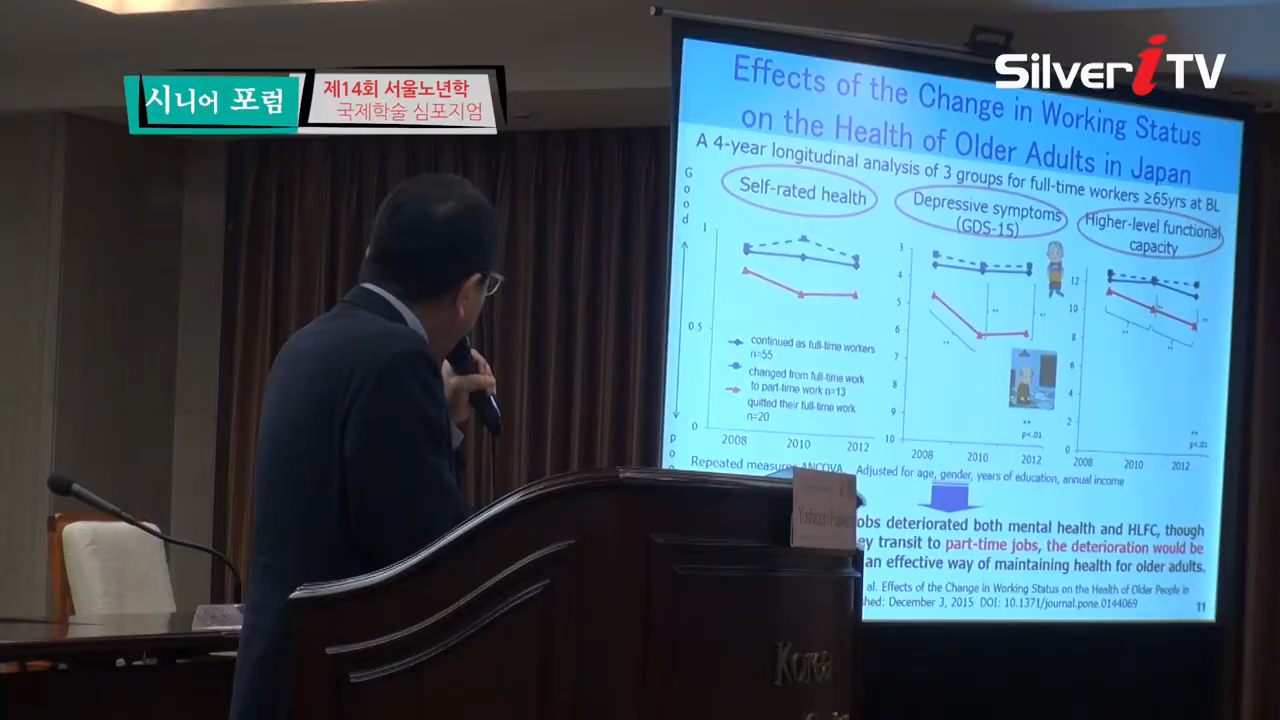 시니어 포럼
제14회 서울노년학
국제학술 심포지엄
Silver i TV
Effects of the Change in Working Status
on the Health of Older Adults in Japan
A 4-year longitudinal analysis of 3 groups for full-time workers ≥65yrs at BL
Good
Self-rated health
1
0.5
0
continued as full-time workers
n=55
changed from full-time work
to part-time work n=13
quitted their full-time work
n=20
2008 2010 2012
Depressive symptoms
(GDS-15)
3
4
5
6
7
8
9
10
**
**
**
**
p<.01
2008 2010 2012
Higher-level functional
capacity
12
10
8
6
4
2
0
**
**
**
**
**
p<.01
2008 2010 2012
Repeated measures ANCOVA Adjusted for age, gender, years of education, annual income
obs deteriorated both mental health and HLFC, though
ey transit to part-time jobs, the deterioration would be
an effective way of maintaining health for older adults.
al. Effects of the Change in Working Status on the Health of Older People in
hed: December 3, 2015 DOI: 10.1371/journal.pone.0144069
11
Korea